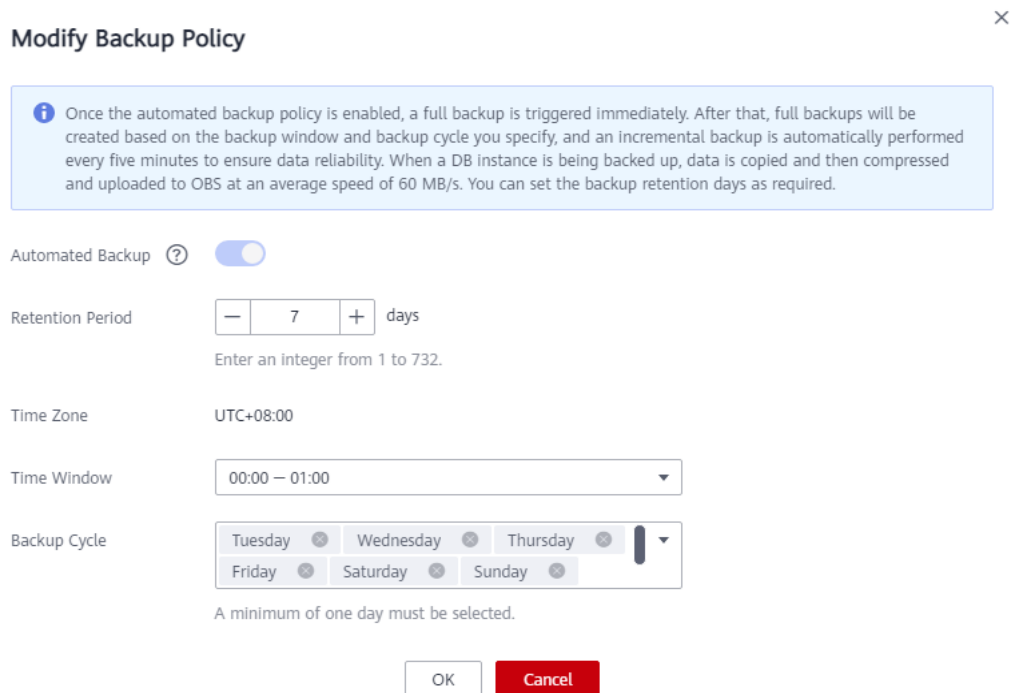 Modify Backup Policy
Once the automated backup policy is enabled, a full backup is triggered immediately. After that, full backups will be
created based on the backup window and backup cycle you specify, and an incremental backup is automatically performed
every five minutes to ensure data reliability. When a DB instance is being backed up, data is copied and then compressed
and uploaded to OBS at an average speed of 60 MB/s. You can set the backup retention days as required.
Automated Backup ?
Retention Period — 7 + days
Enter an integer from 1 to 732.
Time Zone UTC+08:00
Time Window 00:00 — 01:00
Backup Cycle Tuesday Wednesday Thursday
Friday Saturday Sunday
A minimum of one day must be selected.
OK Cancel